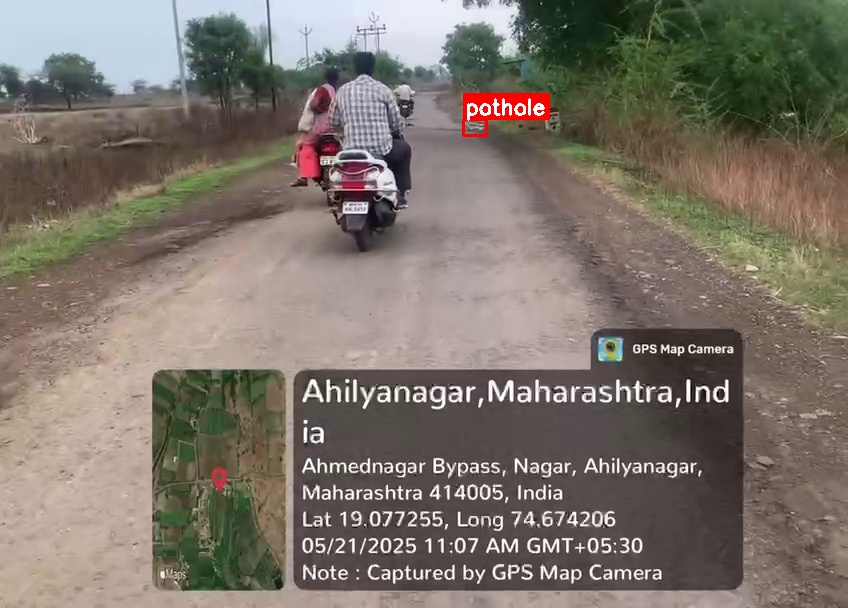 pothole
GPS Map Camera
Ahilyanagar,Maharashtra,Ind
ia
Ahmednagar Bypass, Nagar, Ahilyanagar,
Maharashtra 414005, India
Lat 19.077255, Long 74.674206
05/21/2025 11:07 AM GMT+05:30
Note : Captured by GPS Map Camera
Maps